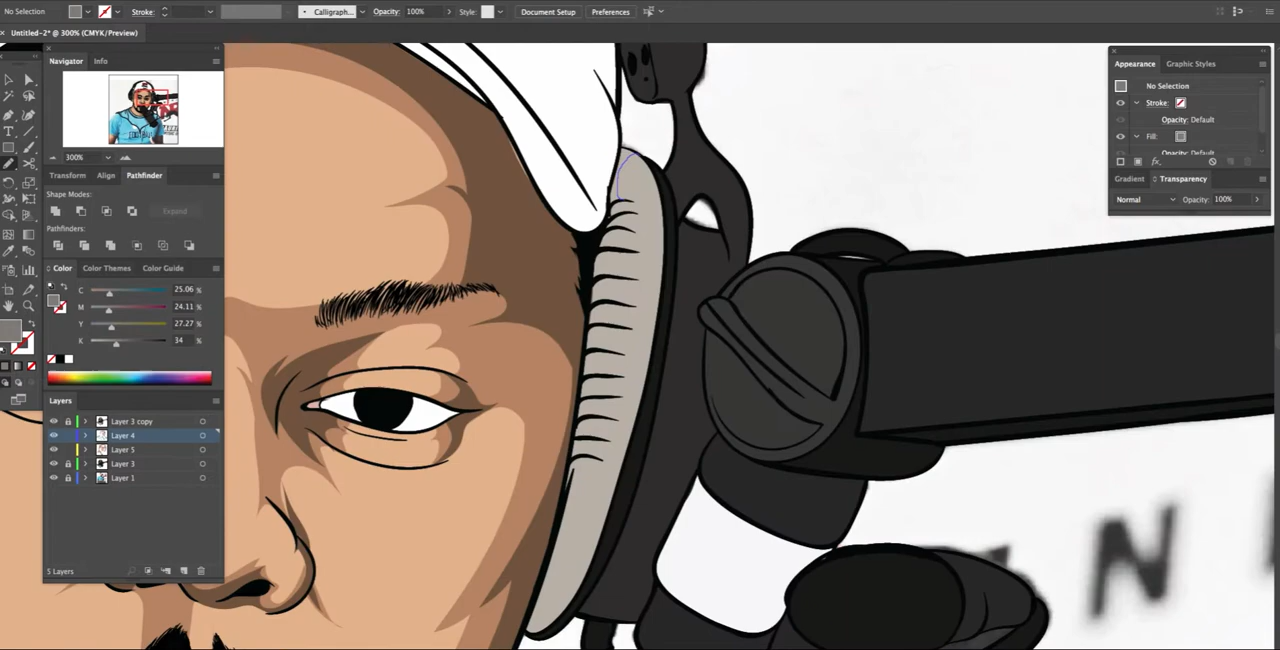 No Selection Stroke: Calligraph... Opacity: 100% Style: Document Setup Preferences
Untitled-2* @ 300% (CMYK/Preview)
Navigator Info
300%
Transform Align Pathfinder
Shape Modes:
Expand
Pathfinders:
Color Color Themes Color Guide
C 25.06 %
M 24.11 %
Y 27.27 %
K 34 %
Layers
Layer 3 copy
Layer 4
Layer 5
Layer 3
Layer 1
5 Layers
Appearance Graphic Styles
No Selection
Stroke:
Opacity: Default
Fill:
Opacity: Default
Gradient Transparency
Normal Opacity: 100%
N